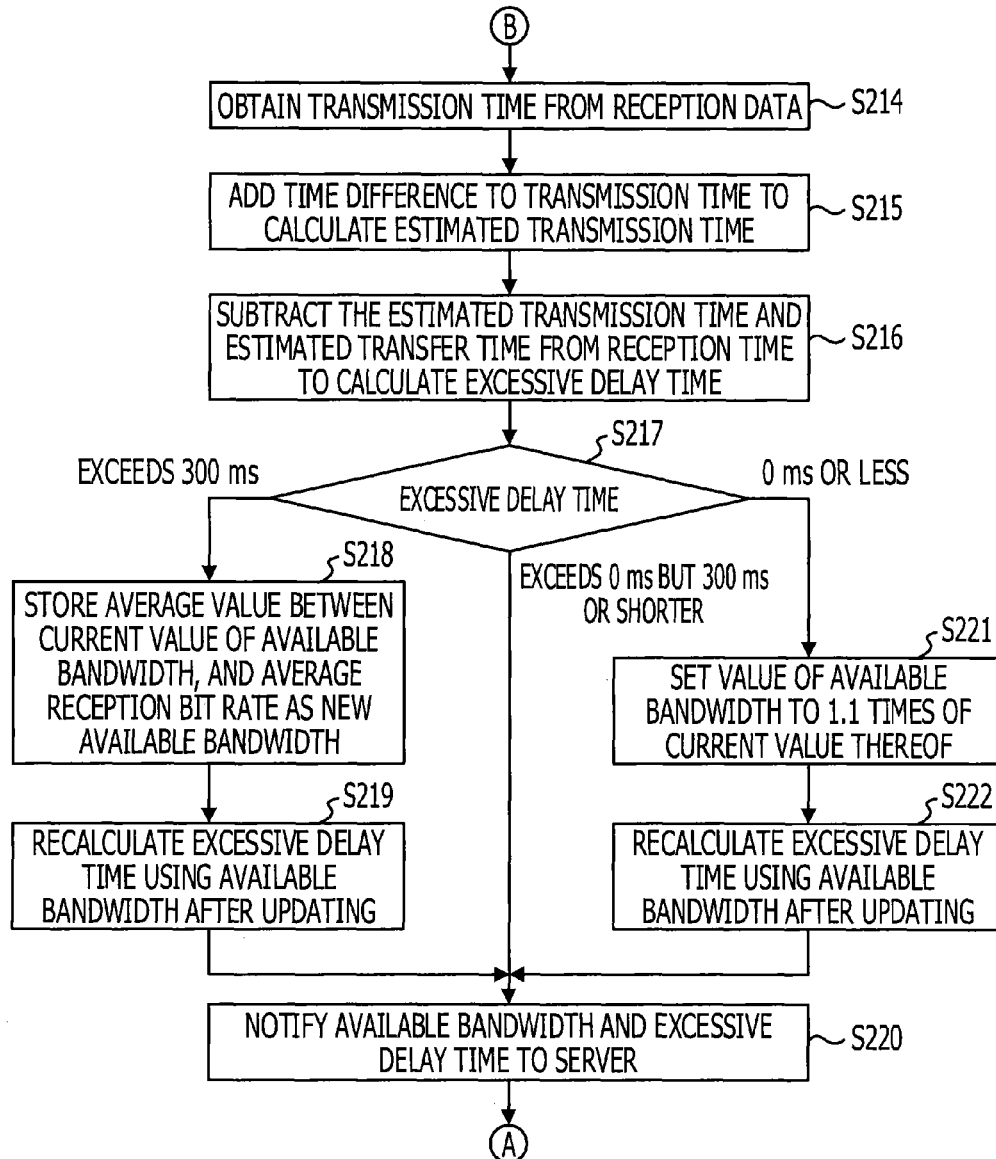 B
OBTAIN TRANSMISSION TIME FROM RECEPTION DATA
S214
ADD TIME DIFFERENCE TO TRANSMISSION TIME TO
CALCULATE ESTIMATED TRANSMISSION TIME
S215
SUBTRACT THE ESTIMATED TRANSMISSION TIME AND
ESTIMATED TRANSFER TIME FROM RECEPTION TIME
TO CALCULATE EXCESSIVE DELAY TIME
S216
S217
EXCESSIVE DELAY TIME
EXCEEDS 300 ms
0 ms OR LESS
EXCEEDS 0 ms BUT 300 ms
OR SHORTER
S218
STORE AVERAGE VALUE BETWEEN
CURRENT VALUE OF AVAILABLE
BANDWIDTH, AND AVERAGE
RECEPTION BIT RATE AS NEW
AVAILABLE BANDWIDTH
S221
SET VALUE OF AVAILABLE
BANDWIDTH TO 1.1 TIMES OF
CURRENT VALUE THEREOF
S219
RECALCULATE EXCESSIVE DELAY
TIME USING AVAILABLE
BANDWIDTH AFTER UPDATING
S222
RECALCULATE EXCESSIVE DELAY
TIME USING AVAILABLE
BANDWIDTH AFTER UPDATING
NOTIFY AVAILABLE BANDWIDTH AND EXCESSIVE
DELAY TIME TO SERVER
S220
A